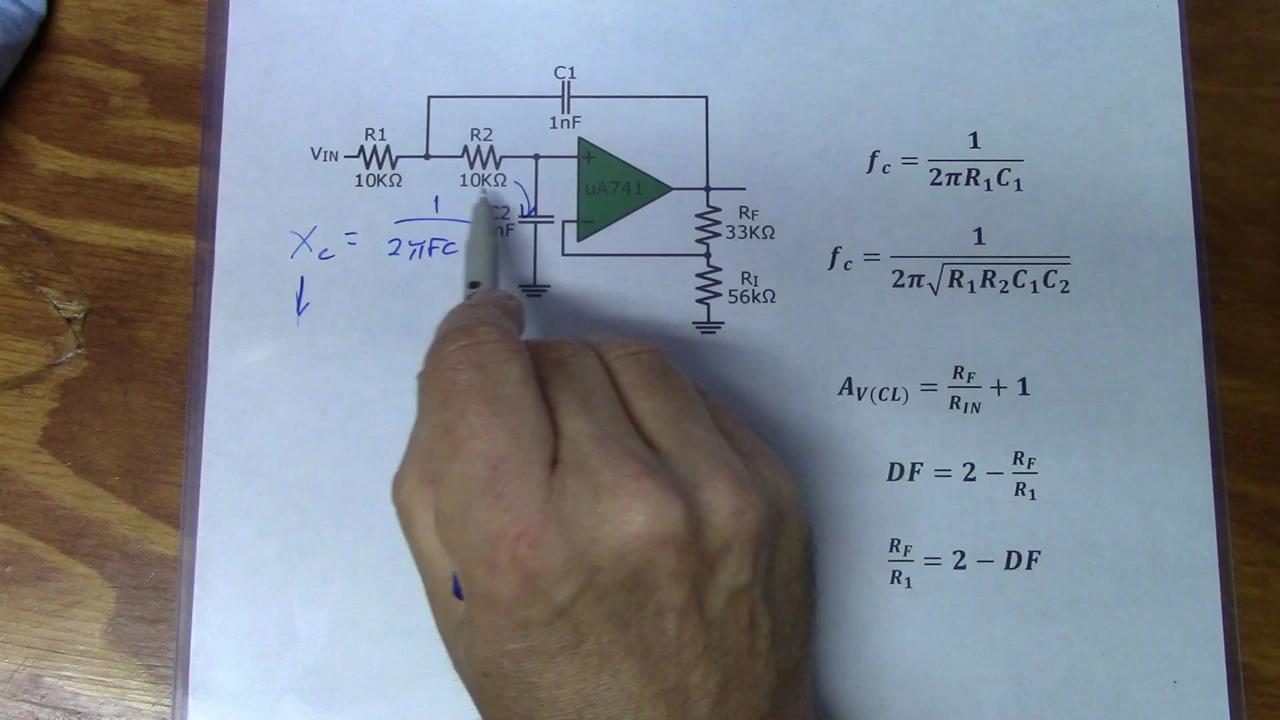 C1
1nF
R1
R2
VIN
10KΩ
10KΩ
+
uA741
−
RF
33KΩ
RI
56kΩ
Xc = 1 / 2πFC
↓
fc = 1 / 2πR1C1
fc = 1 / 2π√R1R2C1C2
AV(CL) = RF / RIN + 1
DF = 2 − RF / R1
RF / R1 = 2 − DF